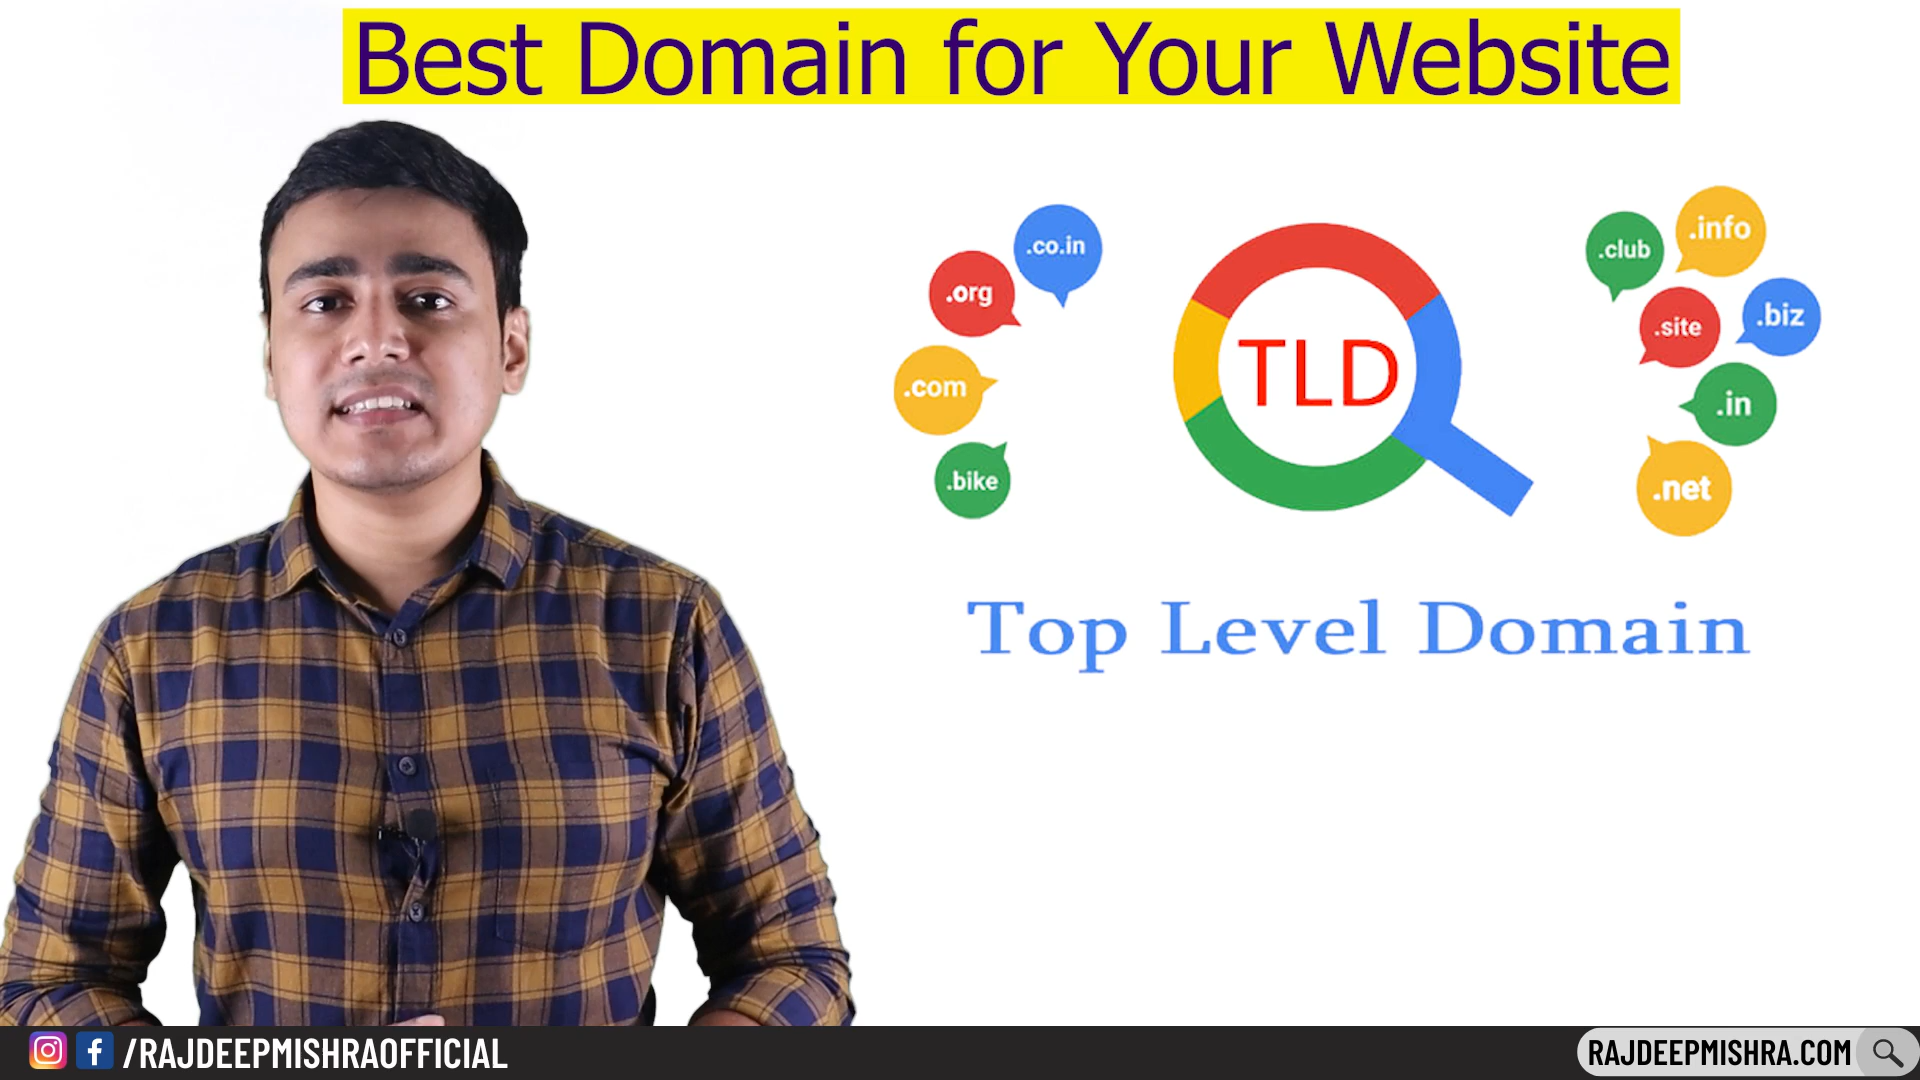 Best Domain for Your Website
.co.in
.org
.com
.bike
TLD
.club
.info
.site
.biz
.in
.net
Top Level Domain
/RAJDEEPMISHRAOFFICIAL
RAJDEEPMISHRA.COM